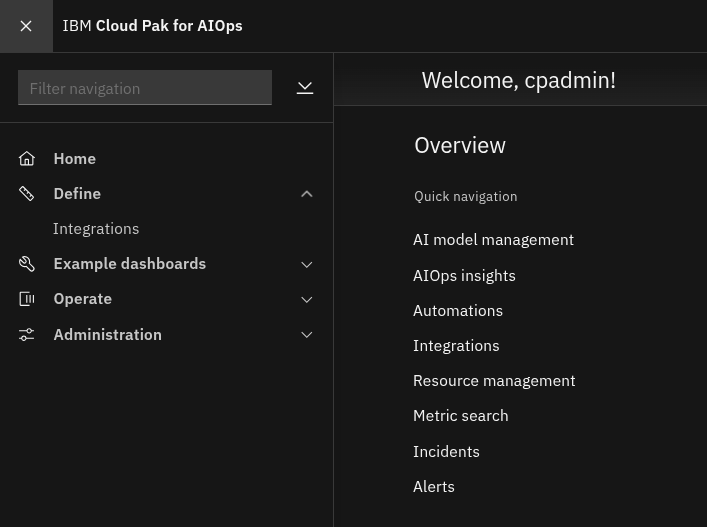 IBM Cloud Pak for AIOps
Filter navigation
Home
Define
Integrations
Example dashboards
Operate
Administration
Welcome, cpadmin!
Overview
Quick navigation
AI model management
AIOps insights
Automations
Integrations
Resource management
Metric search
Incidents
Alerts